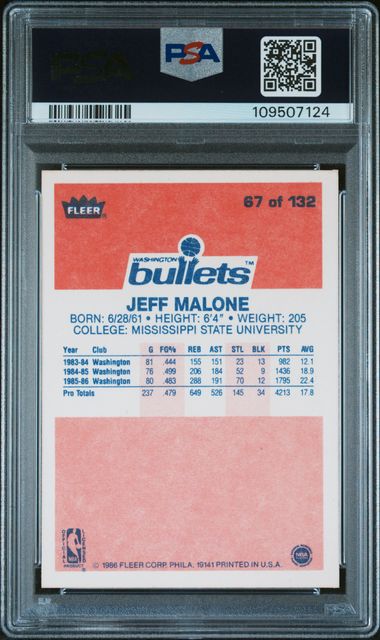 PSA
PSA
109507124
FLEER
67 of 132
WASHINGTON
bullets™
JEFF MALONE
BORN: 6/28/61 • HEIGHT: 6'4" • WEIGHT: 205
COLLEGE: MISSISSIPPI STATE UNIVERSITY
Year Club G FG% REB AST STL BLK PTS AVG
1983-84 Washington 81 .444 155 151 23 13 982 12.1
1984-85 Washington 76 .499 206 184 52 9 1436 18.9
1985-86 Washington 80 .483 288 191 70 12 1795 22.4
Pro Totals 237 .479 649 526 145 34 4213 17.8
NBA
© 1986 FLEER CORP. PHILA. 19141 PRINTED IN U.S.A.
NBA